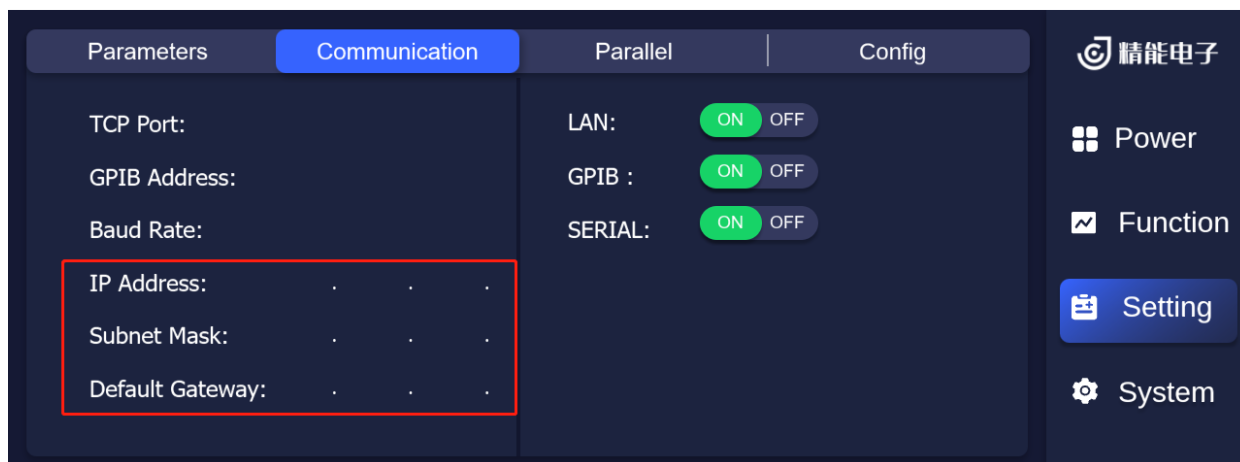 Parameters
Communication
Parallel
Config
TCP Port:
GPIB Address:
Baud Rate:
IP Address: . . .
Subnet Mask: . . .
Default Gateway: . . .
LAN: ON OFF
GPIB : ON OFF
SERIAL: ON OFF
精能电子
Power
Function
Setting
System